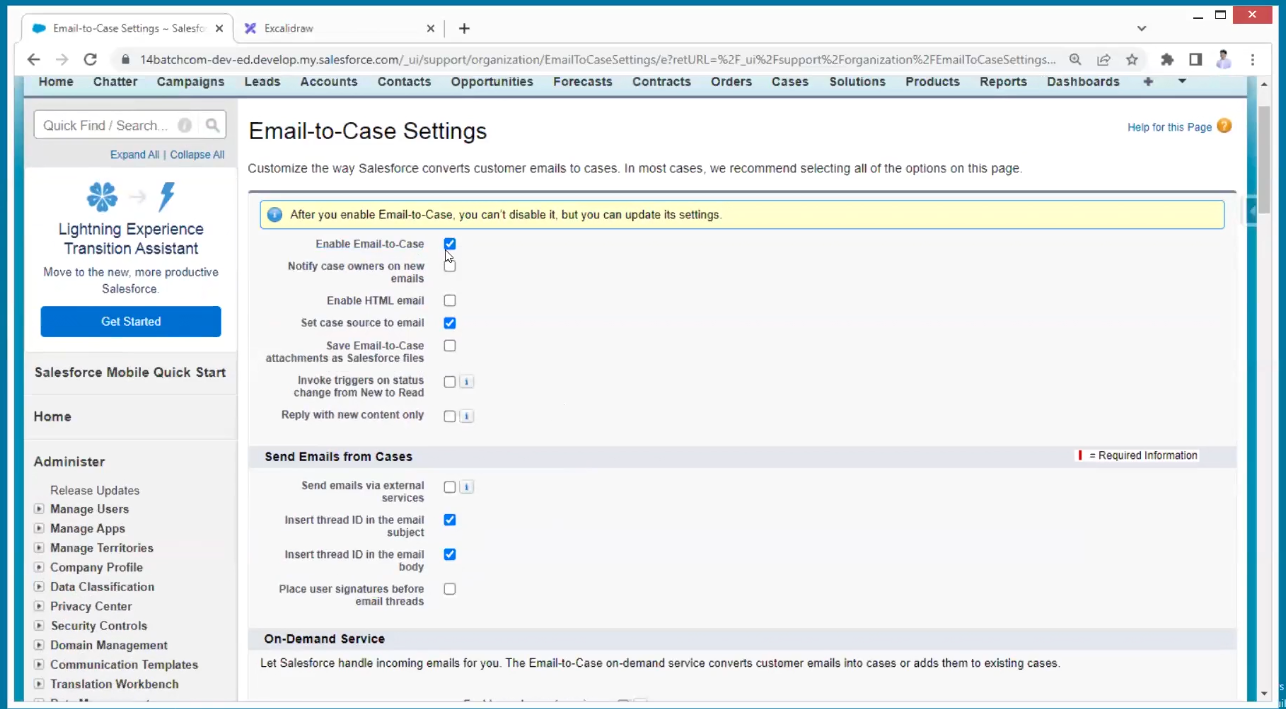 Email-to-Case Settings ~ Salesfo
Excalidraw
14batchcom-dev-ed.develop.my.salesforce.com/_ui/support/organization/EmailToCaseSettings/e?retURL=%2F_ui%2Fsupport%2Forganization%2FEmailToCaseSettings...
Home Chatter Campaigns Leads Accounts Contacts Opportunities Forecasts Contracts Orders Cases Solutions Products Reports Dashboards +
Quick Find / Search...
Expand All | Collapse All
Lightning Experience
Transition Assistant
Move to the new, more productive
Salesforce.
Get Started
Salesforce Mobile Quick Start
Home
Administer
Release Updates
Manage Users
Manage Apps
Manage Territories
Company Profile
Data Classification
Privacy Center
Security Controls
Domain Management
Communication Templates
Translation Workbench
Email-to-Case Settings
Help for this Page ?
Customize the way Salesforce converts customer emails to cases. In most cases, we recommend selecting all of the options on this page.
After you enable Email-to-Case, you can't disable it, but you can update its settings.
Enable Email-to-Case
Notify case owners on new
emails
Enable HTML email
Set case source to email
Save Email-to-Case
attachments as Salesforce files
Invoke triggers on status
change from New to Read
Reply with new content only
Send Emails from Cases
= Required Information
Send emails via external
services
Insert thread ID in the email
subject
Insert thread ID in the email
body
Place user signatures before
email threads
On-Demand Service
Let Salesforce handle incoming emails for you. The Email-to-Case on-demand service converts customer emails into cases or adds them to existing cases.